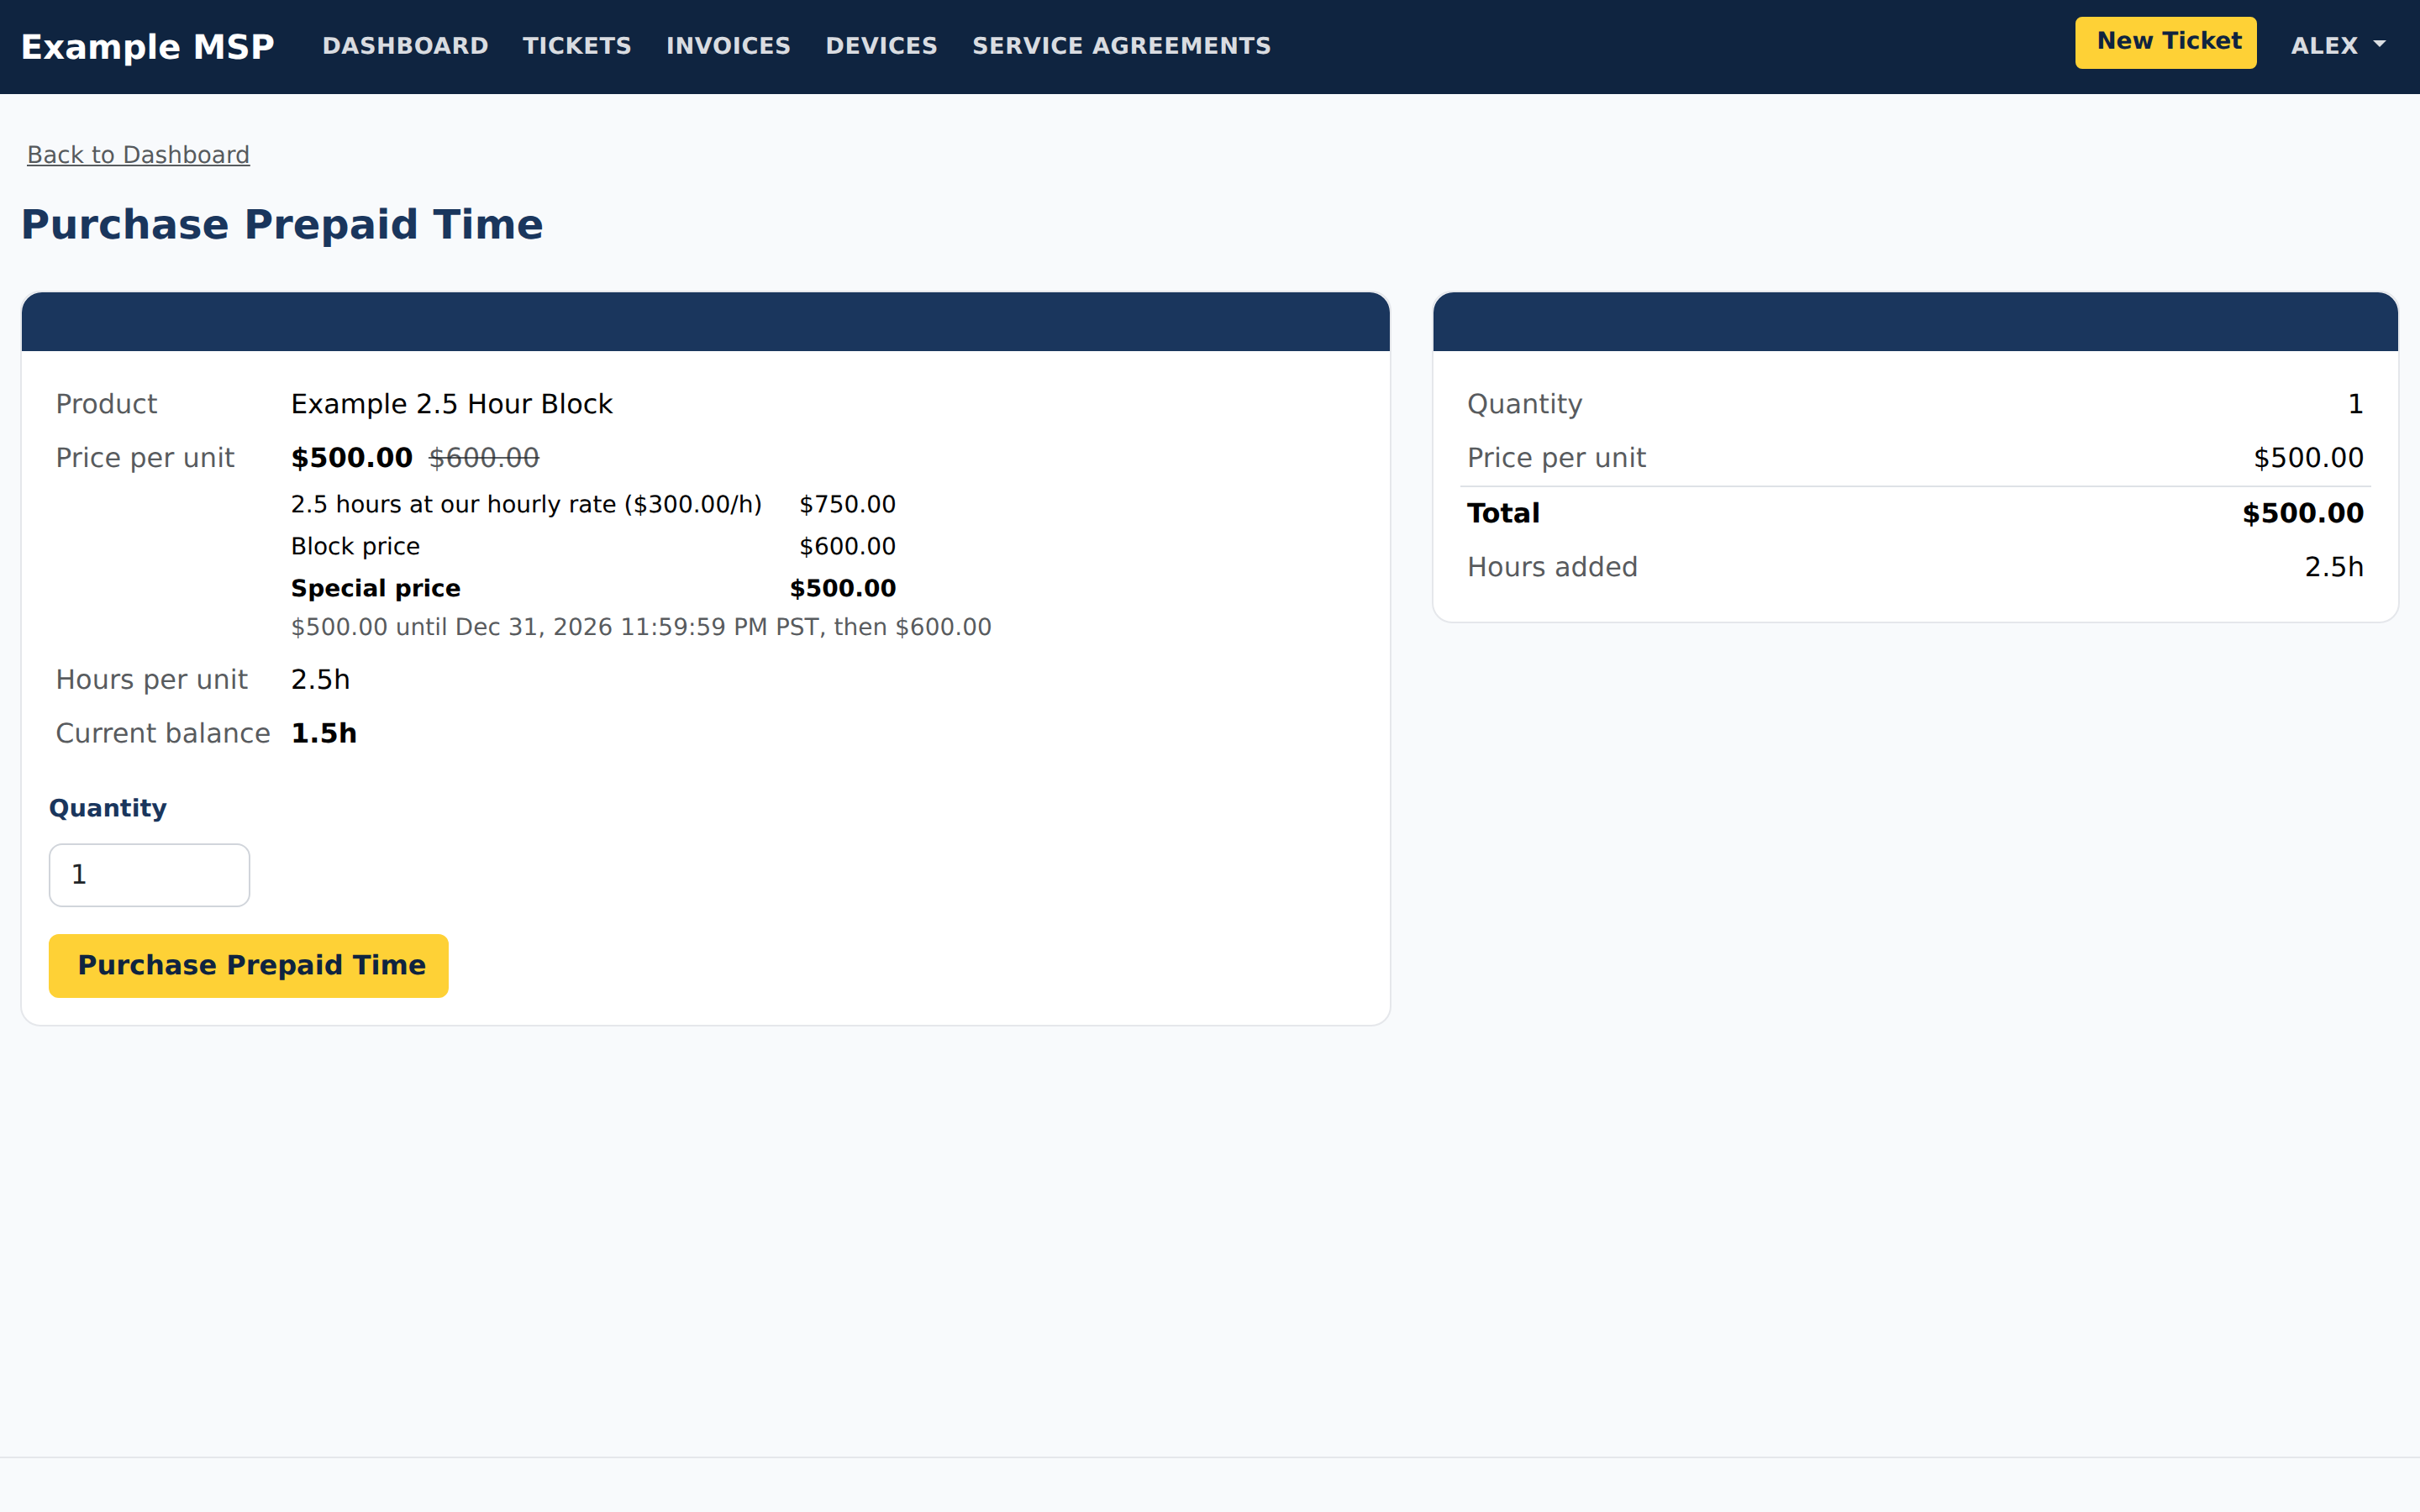 Example MSP DASHBOARD TICKETS INVOICES DEVICES SERVICE AGREEMENTS New Ticket ALEX
Back to Dashboard
Purchase Prepaid Time
Product Example 2.5 Hour Block
Price per unit $500.00 $600.00
2.5 hours at our hourly rate ($300.00/h) $750.00
Block price $600.00
Special price $500.00
$500.00 until Dec 31, 2026 11:59:59 PM PST, then $600.00
Hours per unit 2.5h
Current balance 1.5h
Quantity
1
Purchase Prepaid Time
Quantity 1
Price per unit $500.00
Total $500.00
Hours added 2.5h